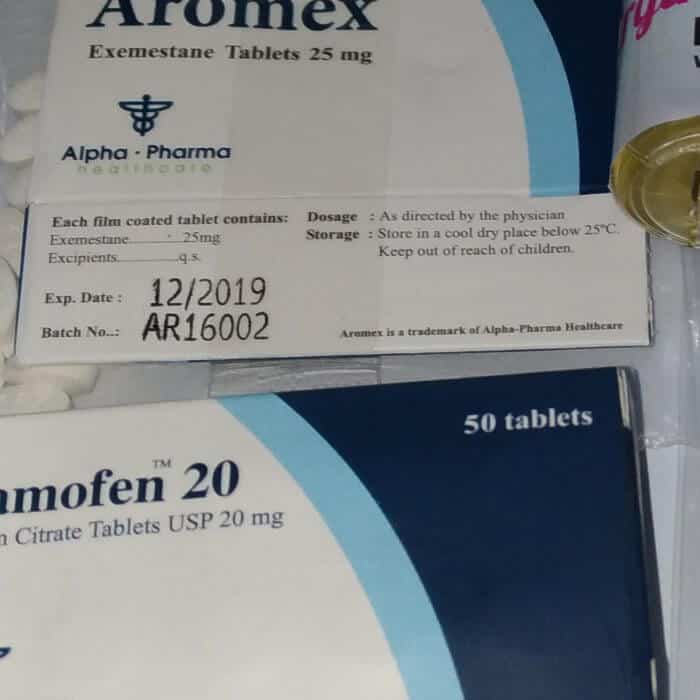 Aromex
Exemestane Tablets 25 mg
Alpha · Pharma
healthcare
Each film coated tablet contains:
Exemestane............25mg
Excipients..............q.s.
Dosage : As directed by the physician
Storage : Store in a cool dry place below 25°C.
Keep out of reach of children.
Exp. Date : 12/2019
Batch No..: AR16002
Aromex is a trademark of Alpha-Pharma Healthcare
50 tablets
amofen™ 20
n Citrate Tablets USP 20 mg